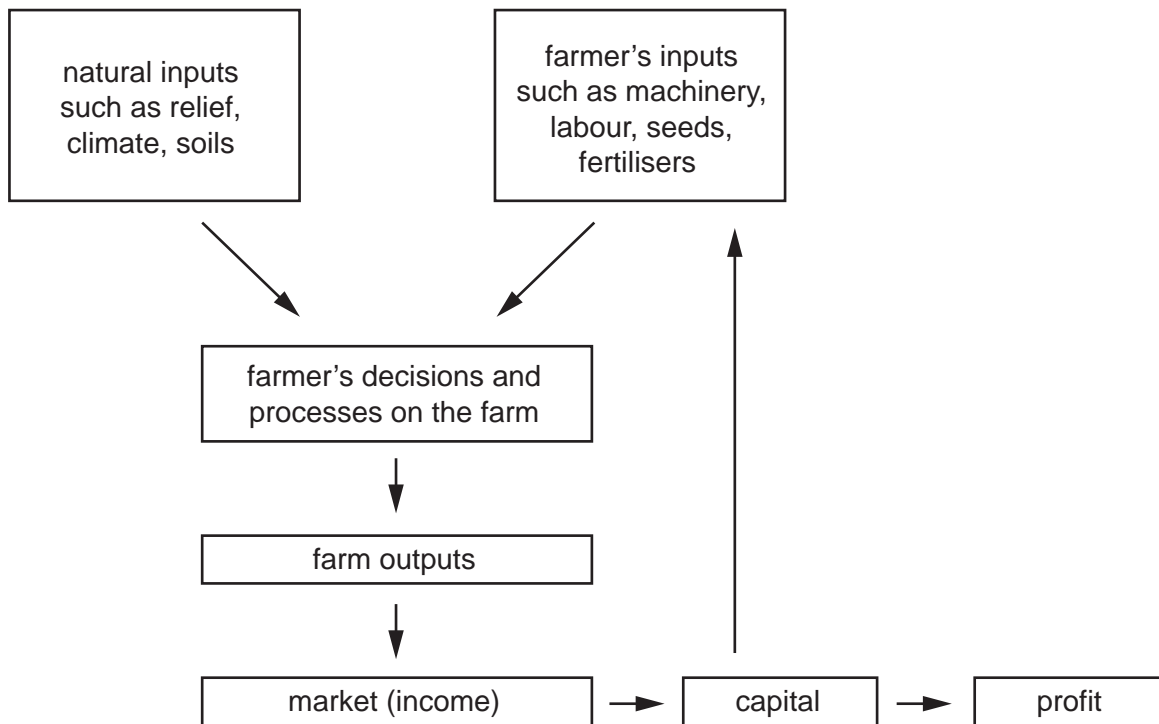 natural inputs
such as relief,
climate, soils
farmer’s inputs
such as machinery,
labour, seeds,
fertilisers
farmer’s decisions and
processes on the farm
farm outputs
market (income)
capital
profit